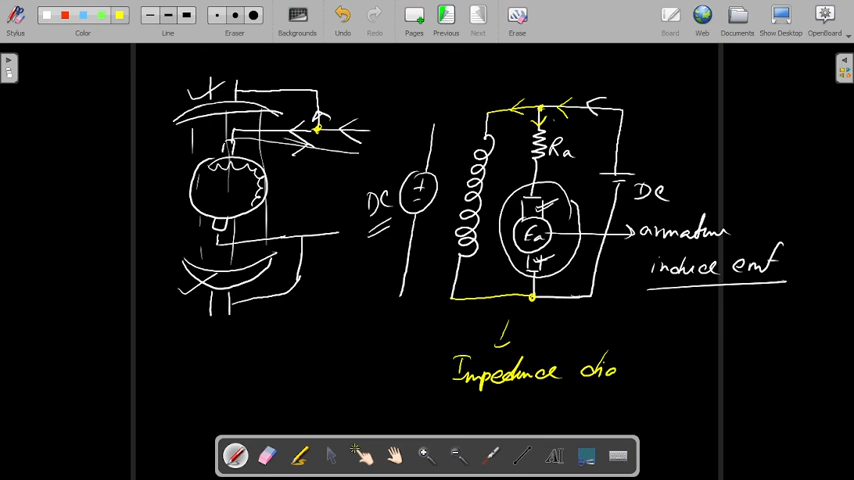 Stylus
Color
Line
Eraser
Backgrounds
Undo
Redo
Pages
Previous
Next
Erase
Board
Web
Documents
Show Desktop
OpenBoard
Ra
DC
DC
+
-
Ea
armature
induce emf
Impedance dia
AI